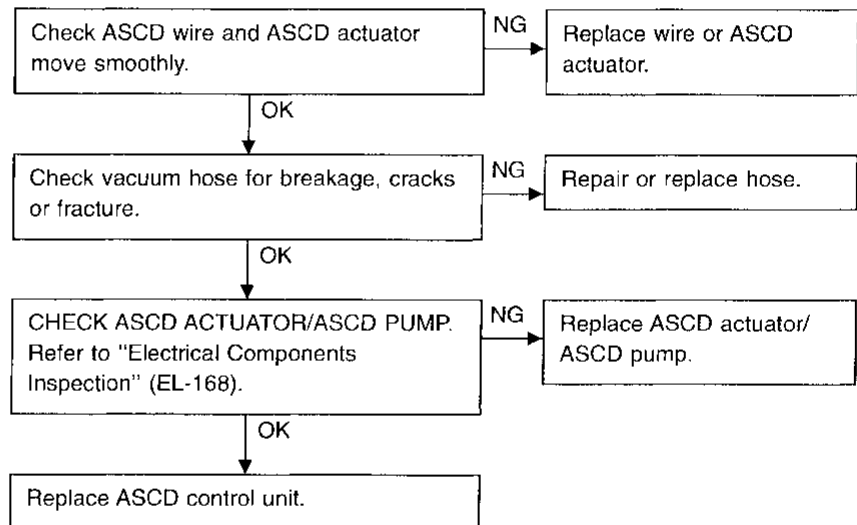 Check ASCD wire and ASCD actuator
move smoothly.
NG
Replace wire or ASCD
actuator.
OK
Check vacuum hose for breakage, cracks
or fracture.
NG
Repair or replace hose.
OK
CHECK ASCD ACTUATOR/ASCD PUMP.
Refer to "Electrical Components
Inspection" (EL-168).
NG
Replace ASCD actuator/
ASCD pump.
OK
Replace ASCD control unit.